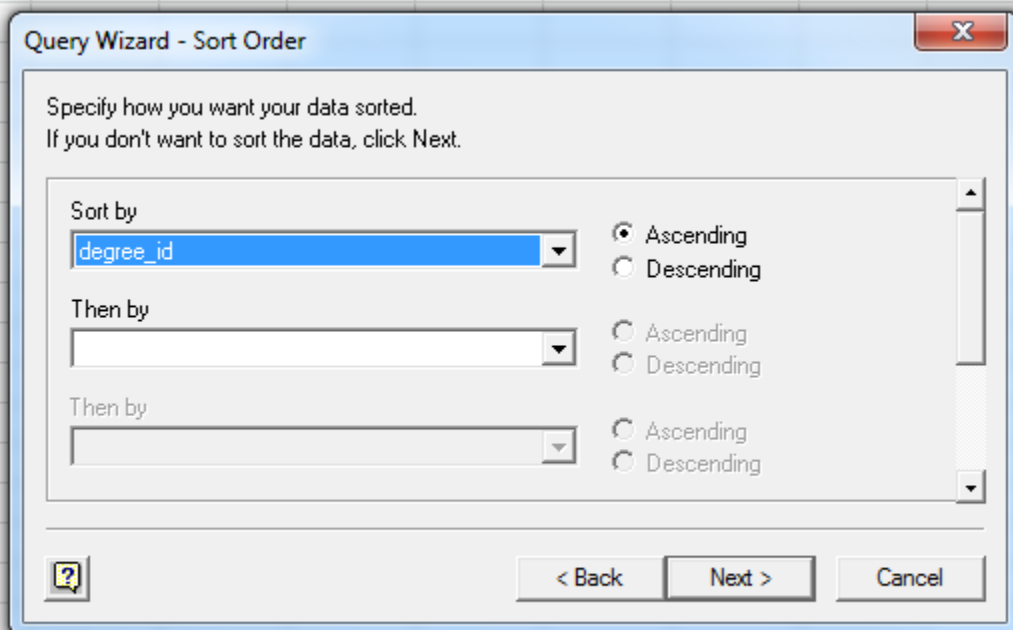 Query Wizard - Sort Order
Specify how you want your data sorted.
If you don't want to sort the data, click Next.
Sort by
degree_id
Ascending
Descending
Then by
Ascending
Descending
Then by
Ascending
Descending
?
< Back
Next >
Cancel